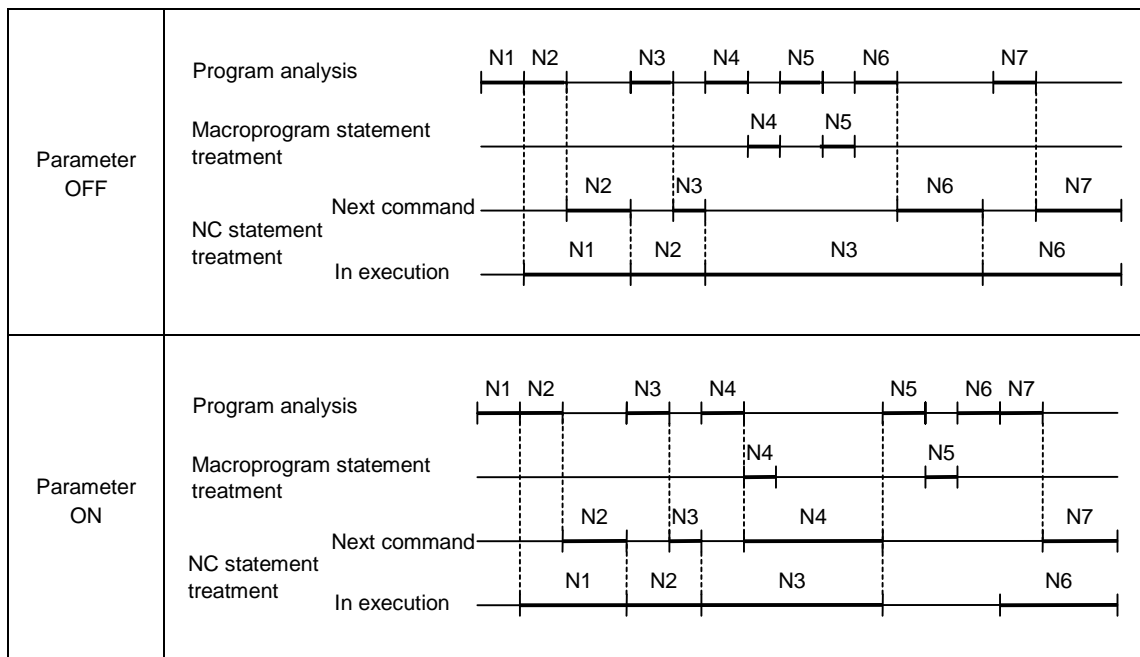 Parameter
OFF
Program analysis
N1 N2 N3 N4 N5 N6 N7
Macroprogram statement
treatment
N4 N5
NC statement
treatment
Next command
N2 N3 N6 N7
In execution
N1 N2 N3 N6
Parameter
ON
Program analysis
N1 N2 N3 N4 N5 N6 N7
Macroprogram statement
treatment
N4 N5
NC statement
treatment
Next command
N2 N3 N4 N7
In execution
N1 N2 N3 N6